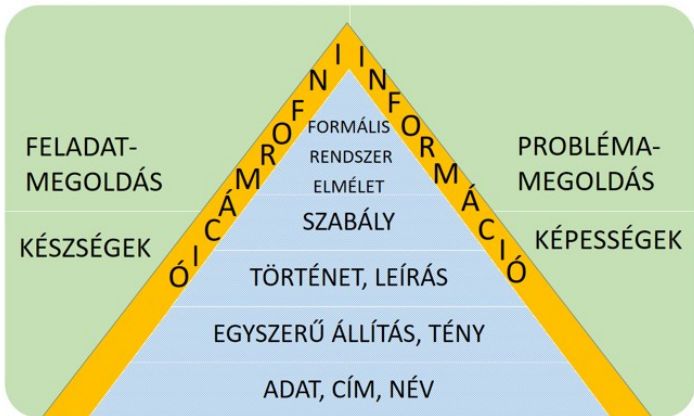 INFORMÁCIÓ
INFORMÁCIÓ
FORMÁLIS
RENDSZER
ELMÉLET
SZABÁLY
TÖRTÉNET, LEÍRÁS
EGYSZERŰ ÁLLÍTÁS, TÉNY
ADAT, CÍM, NÉV
FELADAT-
MEGOLDÁS
KÉSZSÉGEK
PROBLÉMA-
MEGOLDÁS
KÉPESSÉGEK